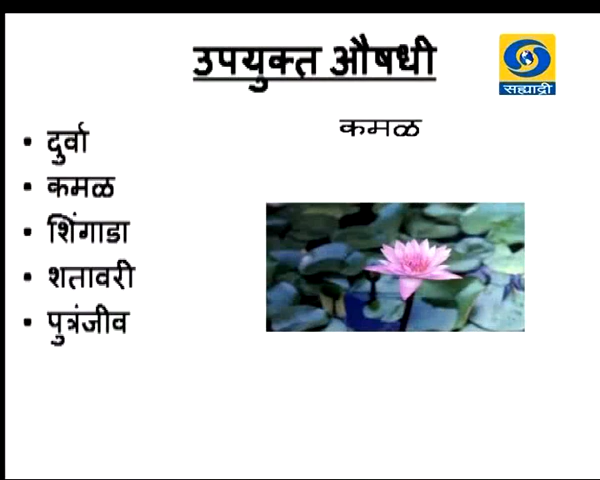 उपयुक्त औषधी
सह्याद्री
कमळ
• दुर्वा
• कमळ
• शिंगाडा
• शतावरी
• पुत्रंजीव